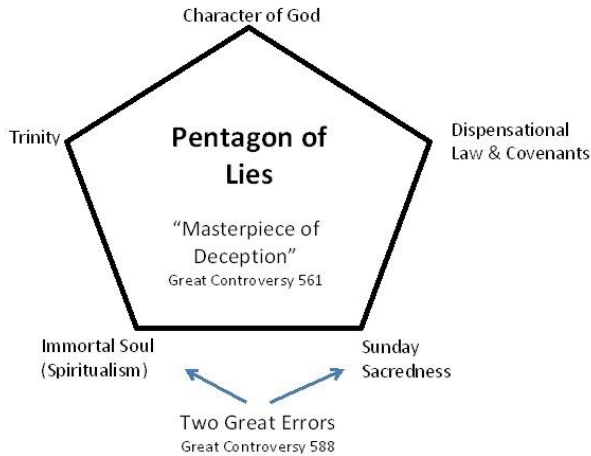 Character of God
Trinity
Dispensational
Law & Covenants
Pentagon of
Lies
“Masterpiece of
Deception”
Great Controversy 561
Immortal Soul
(Spiritualism)
Sunday
Sacredness
Two Great Errors
Great Controversy 588